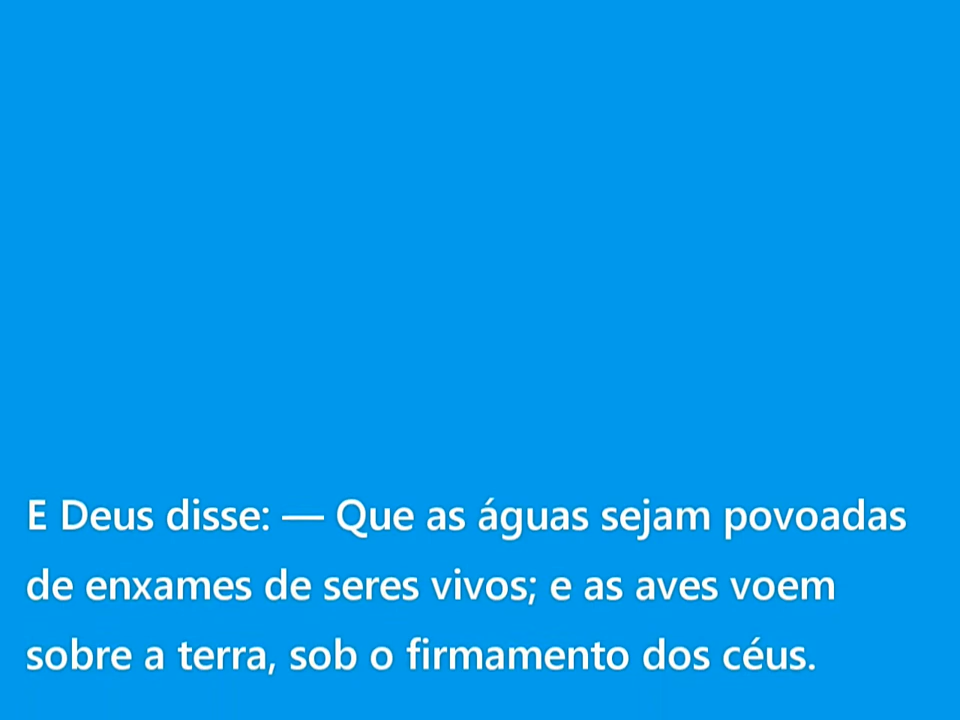 E Deus disse: — Que as águas sejam povoadas
de enxames de seres vivos; e as aves voem
sobre a terra, sob o firmamento dos céus.